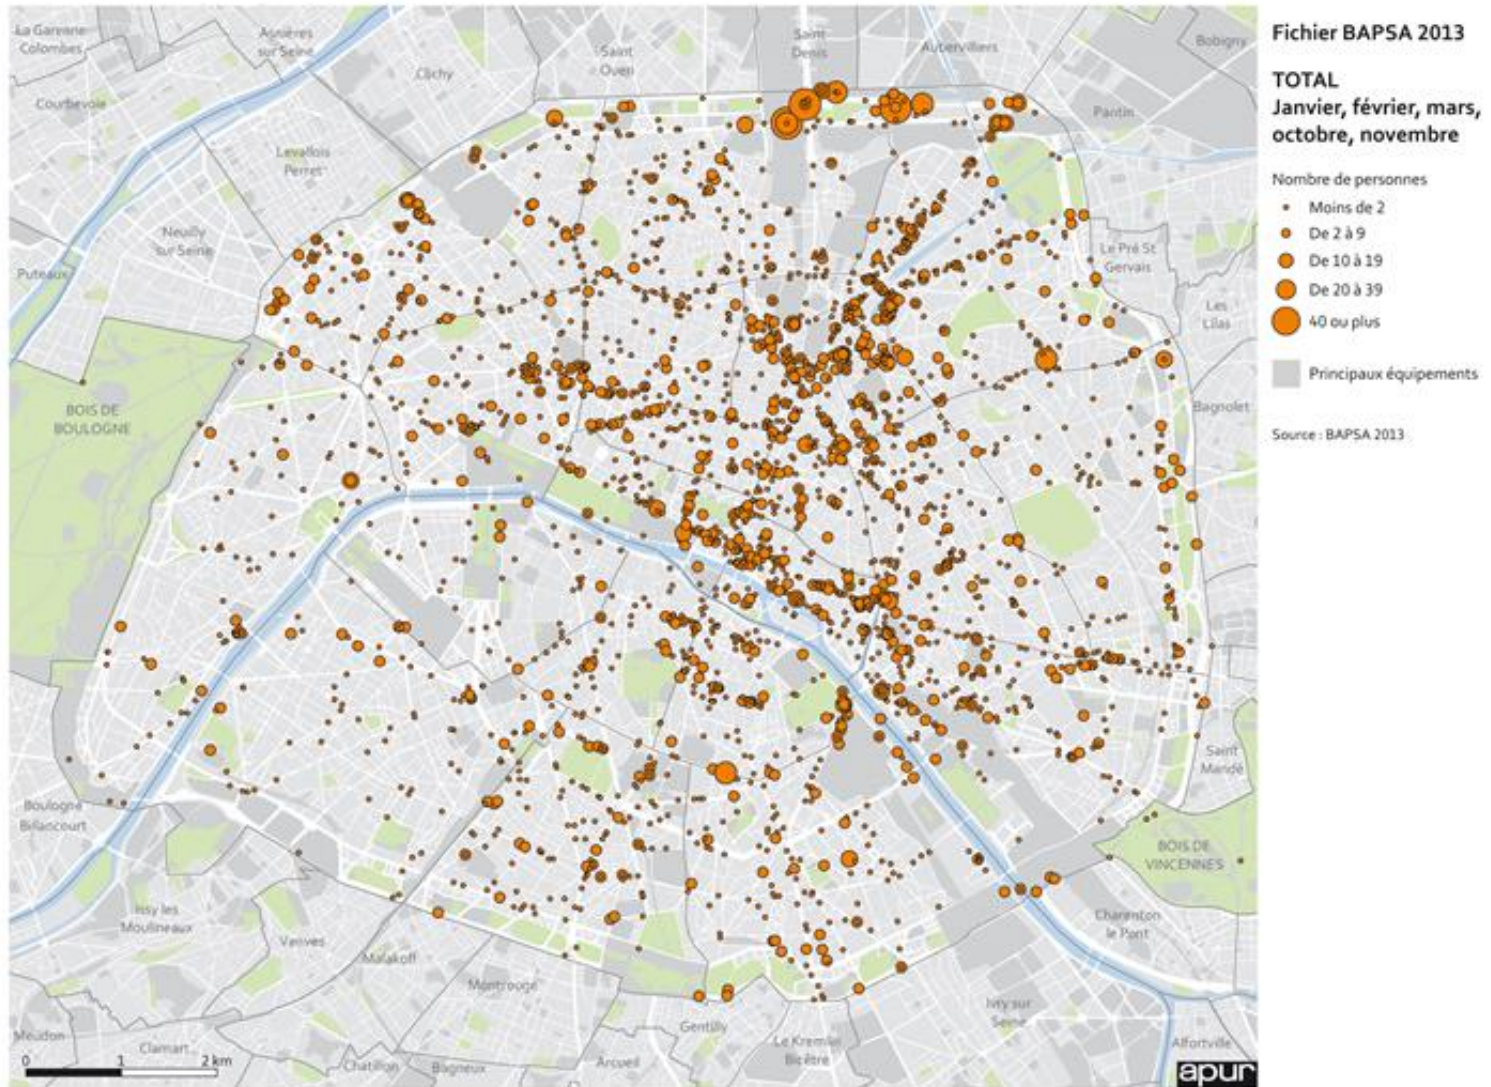 La Garenne
Colombes
Asnières
sur Seine
Saint
Ouen
Saint
Denis
Aubervilliers
Bobigny
Clichy
Courbevoie
Pantin
Levallois
Perret
Neuilly
sur Seine
Puteaux
Le Pré St
Gervais
Les
Lilas
BOIS DE
BOULOGNE
Bagnolet
Saint
Mandé
Boulogne
Billancourt
BOIS DE
VINCENNES
Issy les
Moulineaux
Vanves
Malakoff
Montrouge
Charenton
le Pont
Ivry sur
Seine
Gentilly
Le Kremlin
Bicêtre
Meudon
Clamart
Chatillon
Bagneux
Arcueil
Alfortville
0 1 2 km
apur
Fichier BAPSA 2013
TOTAL
Janvier, février, mars,
octobre, novembre
Nombre de personnes
Moins de 2
De 2 à 9
De 10 à 19
De 20 à 39
40 ou plus
Principaux équipements
Source : BAPSA 2013